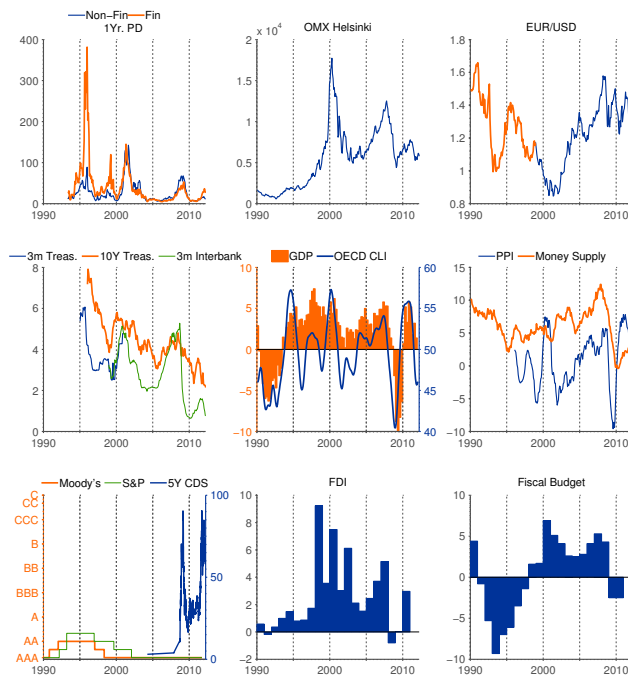 Non−Fin Fin
1Yr. PD
OMX Helsinki
EUR/USD
400
300
200
100
0
1990 2000 2010
x 10⁴
2
1.5
1
0.5
0
1990 2000 2010
1.8
1.6
1.4
1.2
1
0.8
1990 2000 2010
3m Treas. 10Y Treas. 3m Interbank
8
6
4
2
0
1990 2000 2010
GDP OECD CLI
10
5
0
−5
−10
60
55
50
45
40
1990 2000 2010
PPI Money Supply
15
10
5
0
−5
−10
1990 2000 2010
Moody's S&P 5Y CDS
C
CC
CCC
B
BB
BBB
A
AA
AAA
100
50
0
1990 2000 2010
FDI
10
8
6
4
2
0
−2
1990 2000 2010
Fiscal Budget
10
5
0
−5
−10
1990 2000 2010